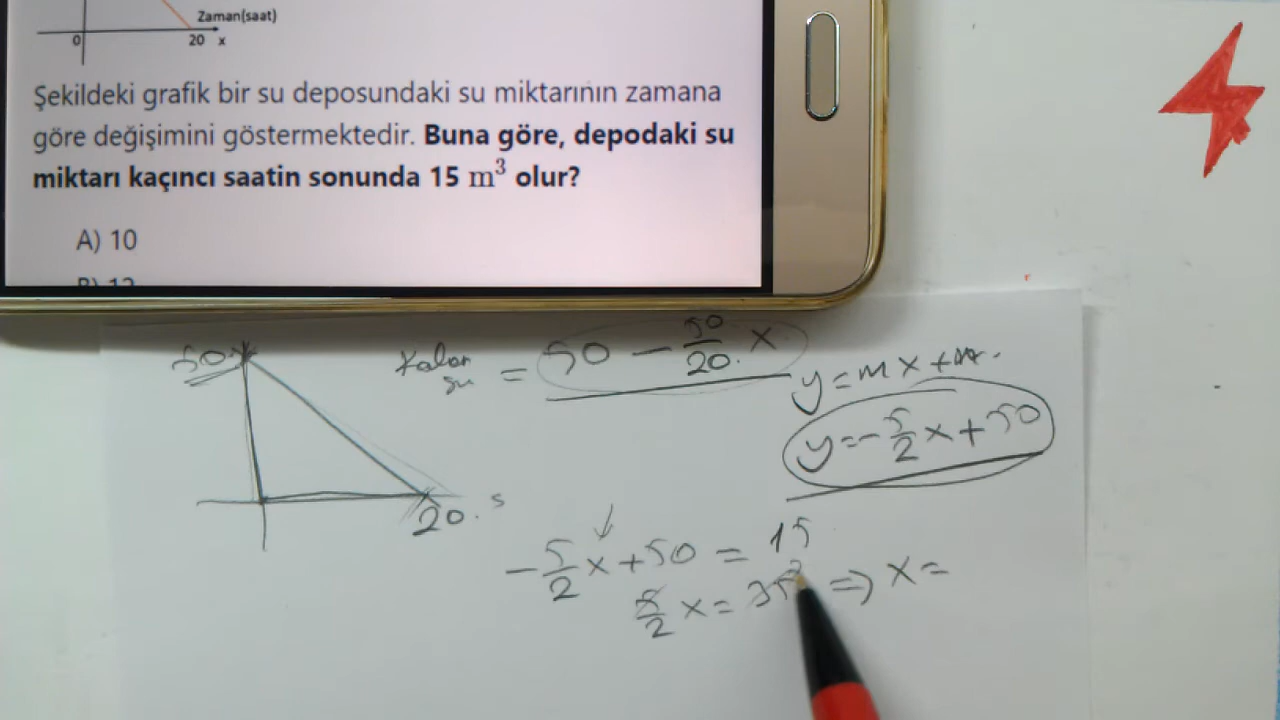 Zaman(saat)
0 20 x
Şekildeki grafik bir su deposundaki su miktarının zamana
göre değişimini göstermektedir. Buna göre, depodaki su
miktarı kaçıncı saatin sonunda 15 m³ olur?
A) 10
B) 12
50
Kalan su = 50 - 50/20 . x
y = mx + n.
y = -5/2 x + 50
20. s
-5/2 x + 50 = 15
5/2 x = 35 => x =